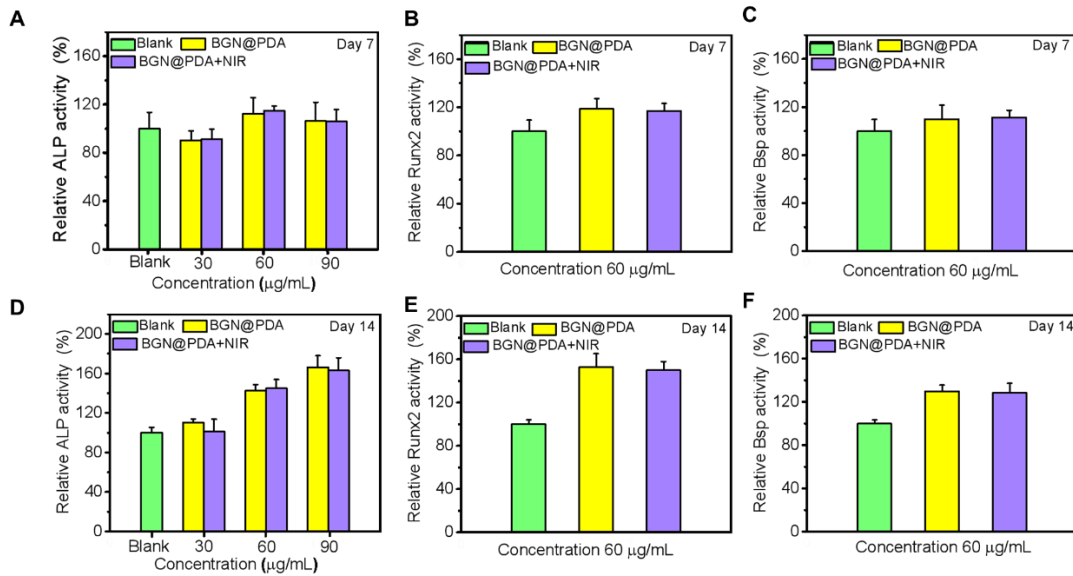 A
Relative ALP activity (%)
160
120
80
40
0
Blank
BGN@PDA
Day 7
BGN@PDA+NIR
Blank
30
60
90
Concentration (µg/mL)
B
Relative Runx2 activity (%)
160
120
80
40
0
Blank
BGN@PDA
Day 7
BGN@PDA+NIR
Concentration 60 µg/mL
C
Relative Bsp activity (%)
160
120
80
40
0
Blank
BGN@PDA
Day 7
BGN@PDA+NIR
Concentration 60 µg/mL
D
Relative ALP activity (%)
200
160
120
80
40
0
Blank
BGN@PDA
Day 14
BGN@PDA+NIR
Blank
30
60
90
Concentration (µg/mL)
E
Relative Runx2 activity (%)
200
160
120
80
40
0
Blank
BGN@PDA
Day 14
BGN@PDA+NIR
Concentration 60 µg/mL
F
Relative Bsp activity (%)
200
160
120
80
40
0
Blank
BGN@PDA
Day 14
BGN@PDA+NIR
Concentration 60 µg/mL